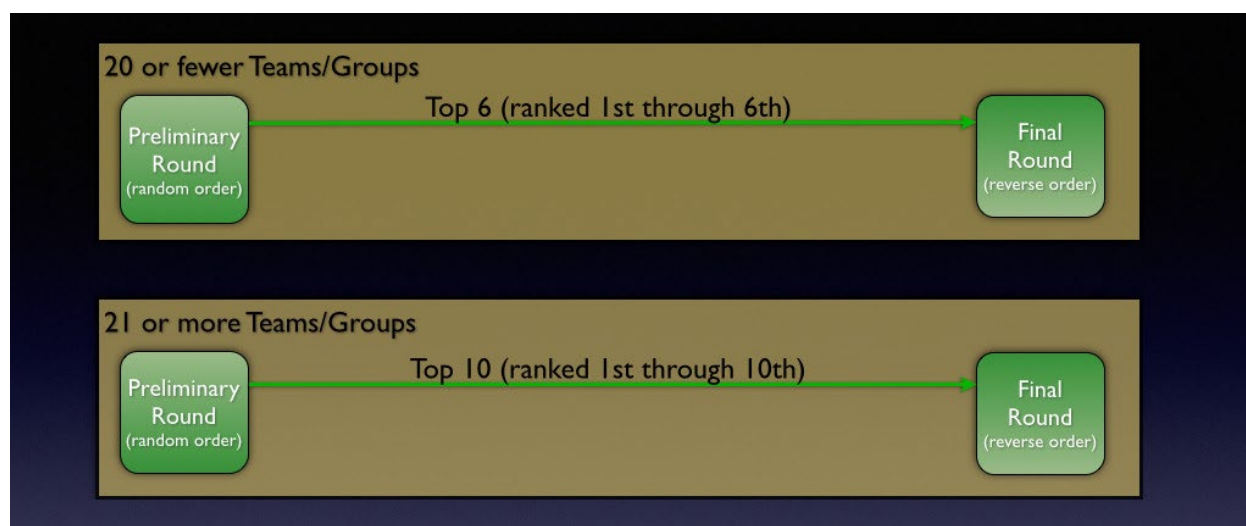 20 or fewer Teams/Groups
Top 6 (ranked 1st through 6th)
Preliminary
Round
(random order)
Final
Round
(reverse order)
21 or more Teams/Groups
Top 10 (ranked 1st through 10th)
Preliminary
Round
(random order)
Final
Round
(reverse order)